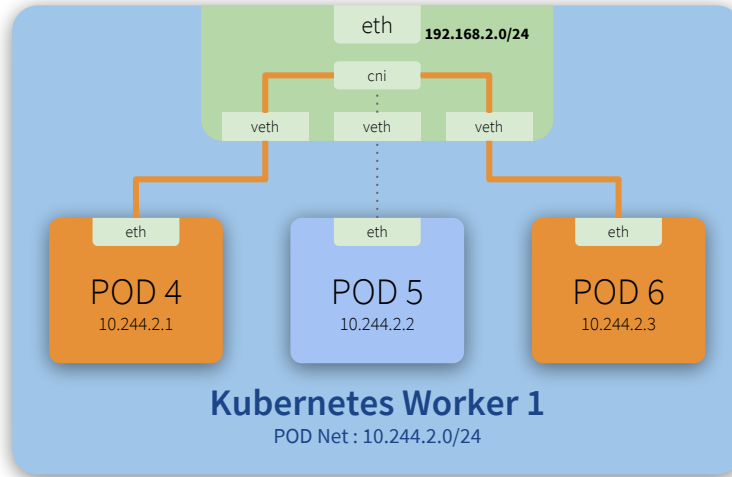 eth
192.168.2.0/24
cni
veth
veth
veth
eth
eth
eth
POD 4
10.244.2.1
POD 5
10.244.2.2
POD 6
10.244.2.3
Kubernetes Worker 1
POD Net : 10.244.2.0/24